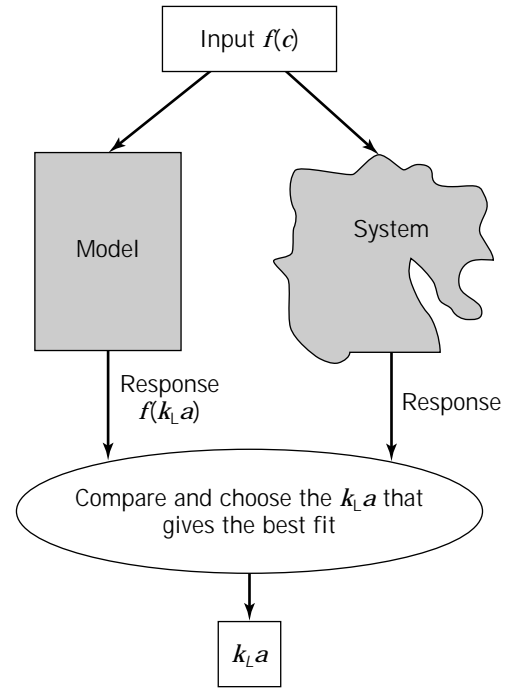 Input f(c)
Model
System
Response
f(kLa)
Response
Compare and choose the kLa that
gives the best fit
kLa